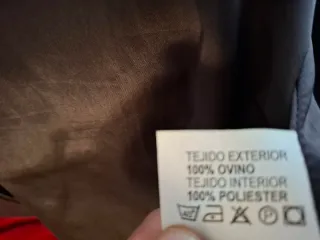 TEJIDO EXTERIOR
100% OVINO
TEJIDO INTERIOR
100% POLIESTER